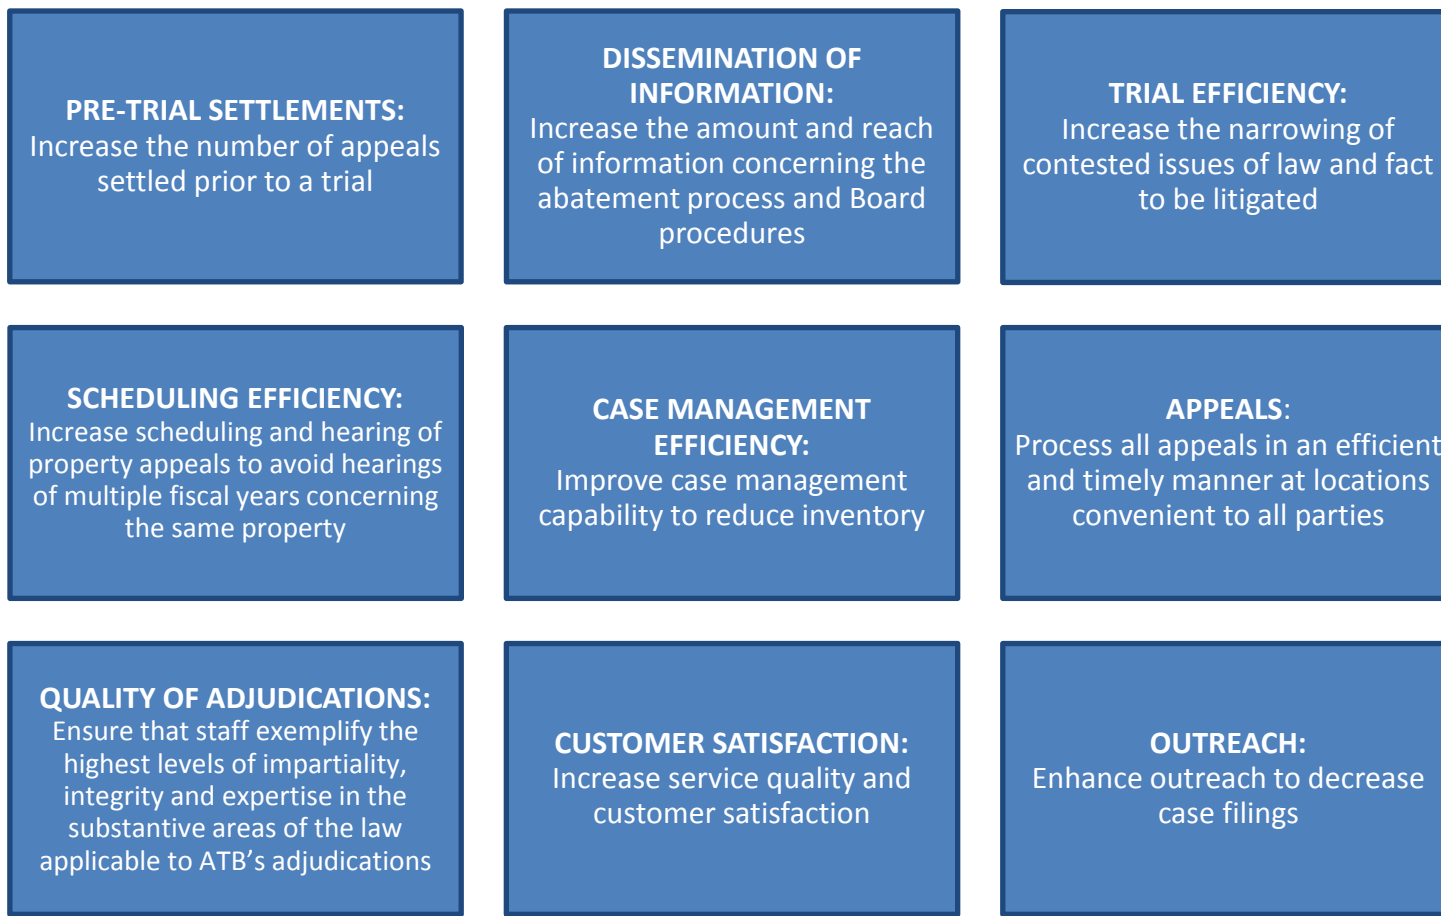 PRE-TRIAL SETTLEMENTS:
Increase the number of appeals
settled prior to a trial
DISSEMINATION OF
INFORMATION:
Increase the amount and reach
of information concerning the
abatement process and Board
procedures
TRIAL EFFICIENCY:
Increase the narrowing of
contested issues of law and fact
to be litigated
SCHEDULING EFFICIENCY:
Increase scheduling and hearing of
property appeals to avoid hearings
of multiple fiscal years concerning
the same property
CASE MANAGEMENT
EFFICIENCY:
Improve case management
capability to reduce inventory
APPEALS:
Process all appeals in an efficient
and timely manner at locations
convenient to all parties
QUALITY OF ADJUDICATIONS:
Ensure that staff exemplify the
highest levels of impartiality,
integrity and expertise in the
substantive areas of the law
applicable to ATB’s adjudications
CUSTOMER SATISFACTION:
Increase service quality and
customer satisfaction
OUTREACH:
Enhance outreach to decrease
case filings